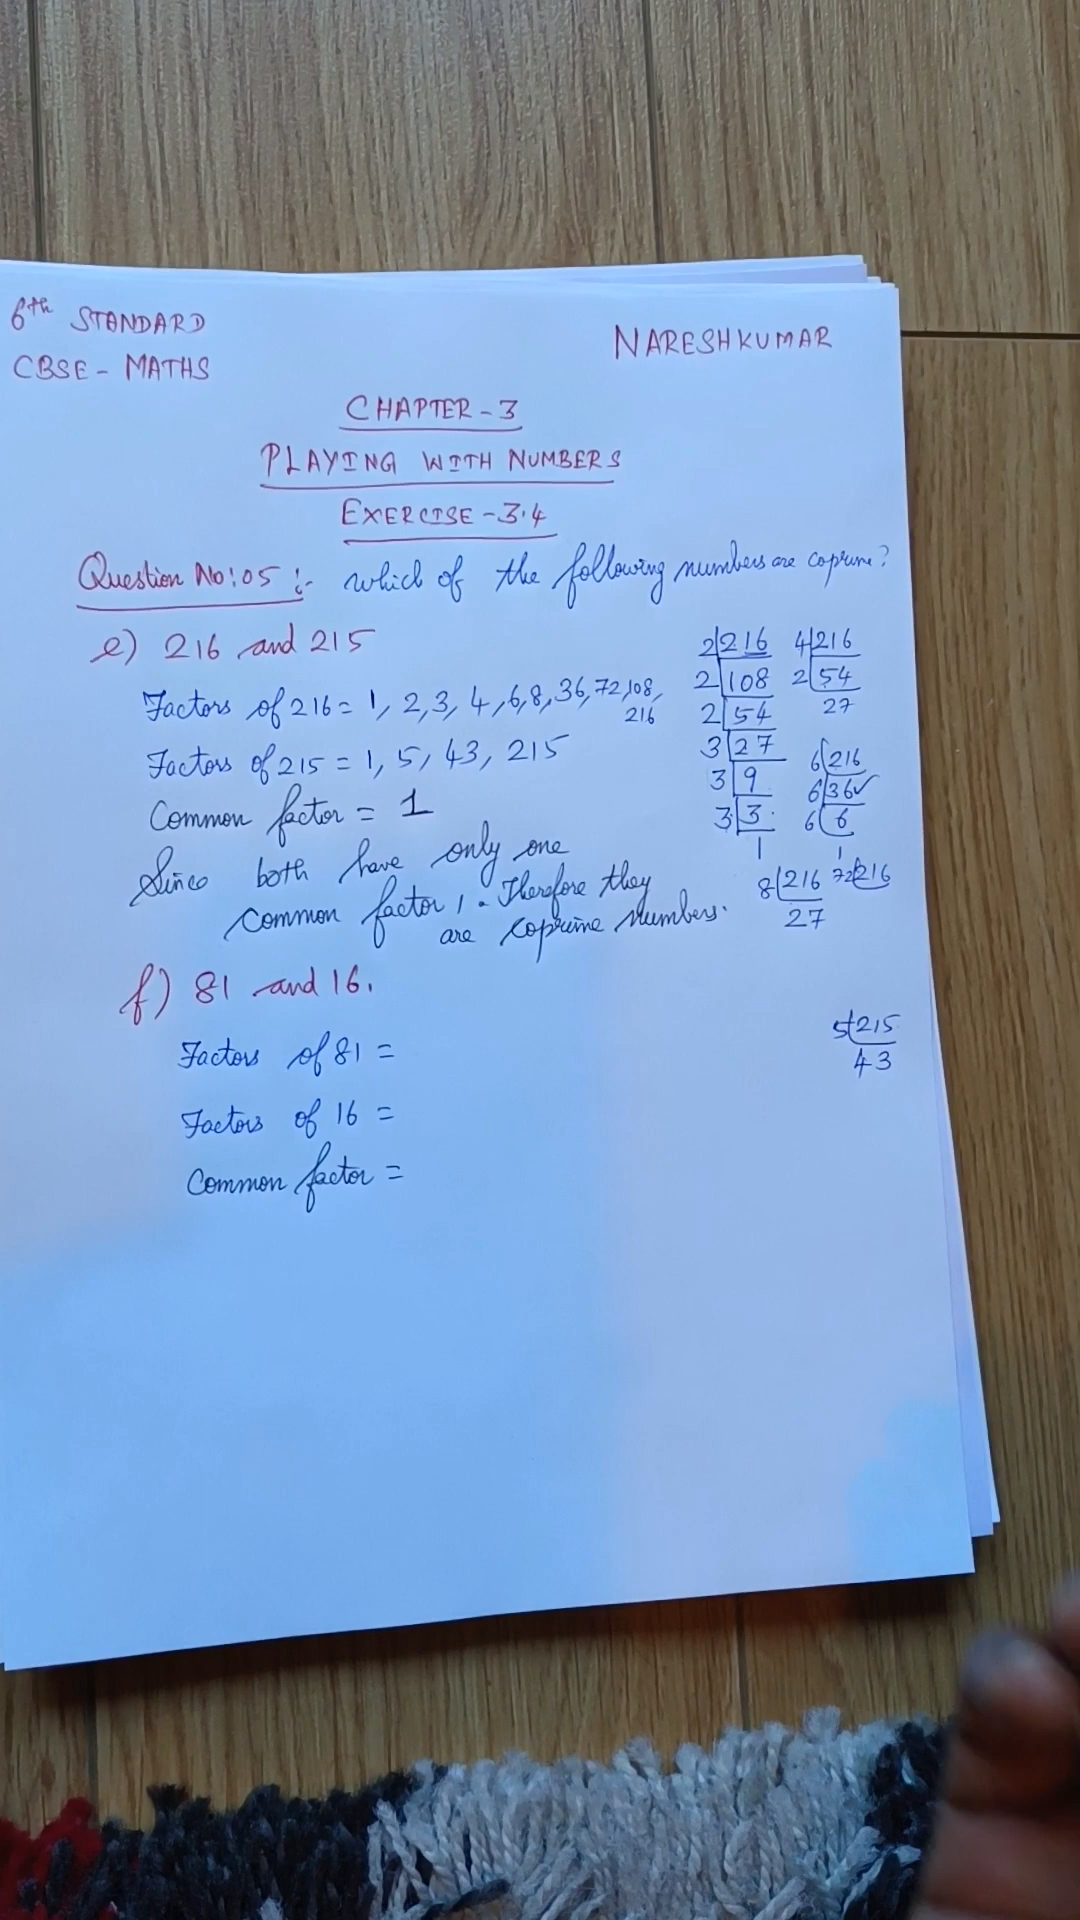 6th STANDARD
CBSE - MATHS
NARESHKUMAR
CHAPTER - 3
PLAYING WITH NUMBERS
EXERCISE - 3.4
Question No: 05 :- which of the following numbers are coprime?
e) 216 and 215
Factors of 216 = 1, 2, 3, 4, 6, 8, 36, 72, 108,
216
Factors of 215 = 1, 5, 43, 215
Common factor = 1
Since both have only one
common factor 1. Therefore they
are coprime numbers.
2 216
2 108
2 54
3 27
3 9
3 3
1
4 216
2 54
27
6 216
6 36 ✓
6 6
1
8 216
27
72 216
5 215
43
f) 81 and 16.
Factors of 81 =
Factors of 16 =
Common factor =